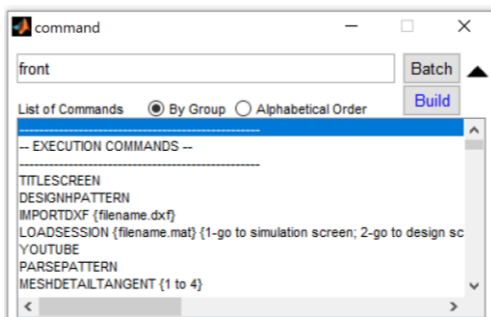 command
front
Batch
Build
List of Commands By Group Alphabetical Order
--------------------------------------------------
-- EXECUTION COMMANDS --
--------------------------------------------------
TITLESCREEN
DESIGNHPATTERN
IMPORTDXF {filename.dxf}
LOADSESSION {filename.mat} {1-go to simulation screen; 2-go to design sc
YOUTUBE
PARSEPATTERN
MESHDETAILTANGENT {1 to 4}